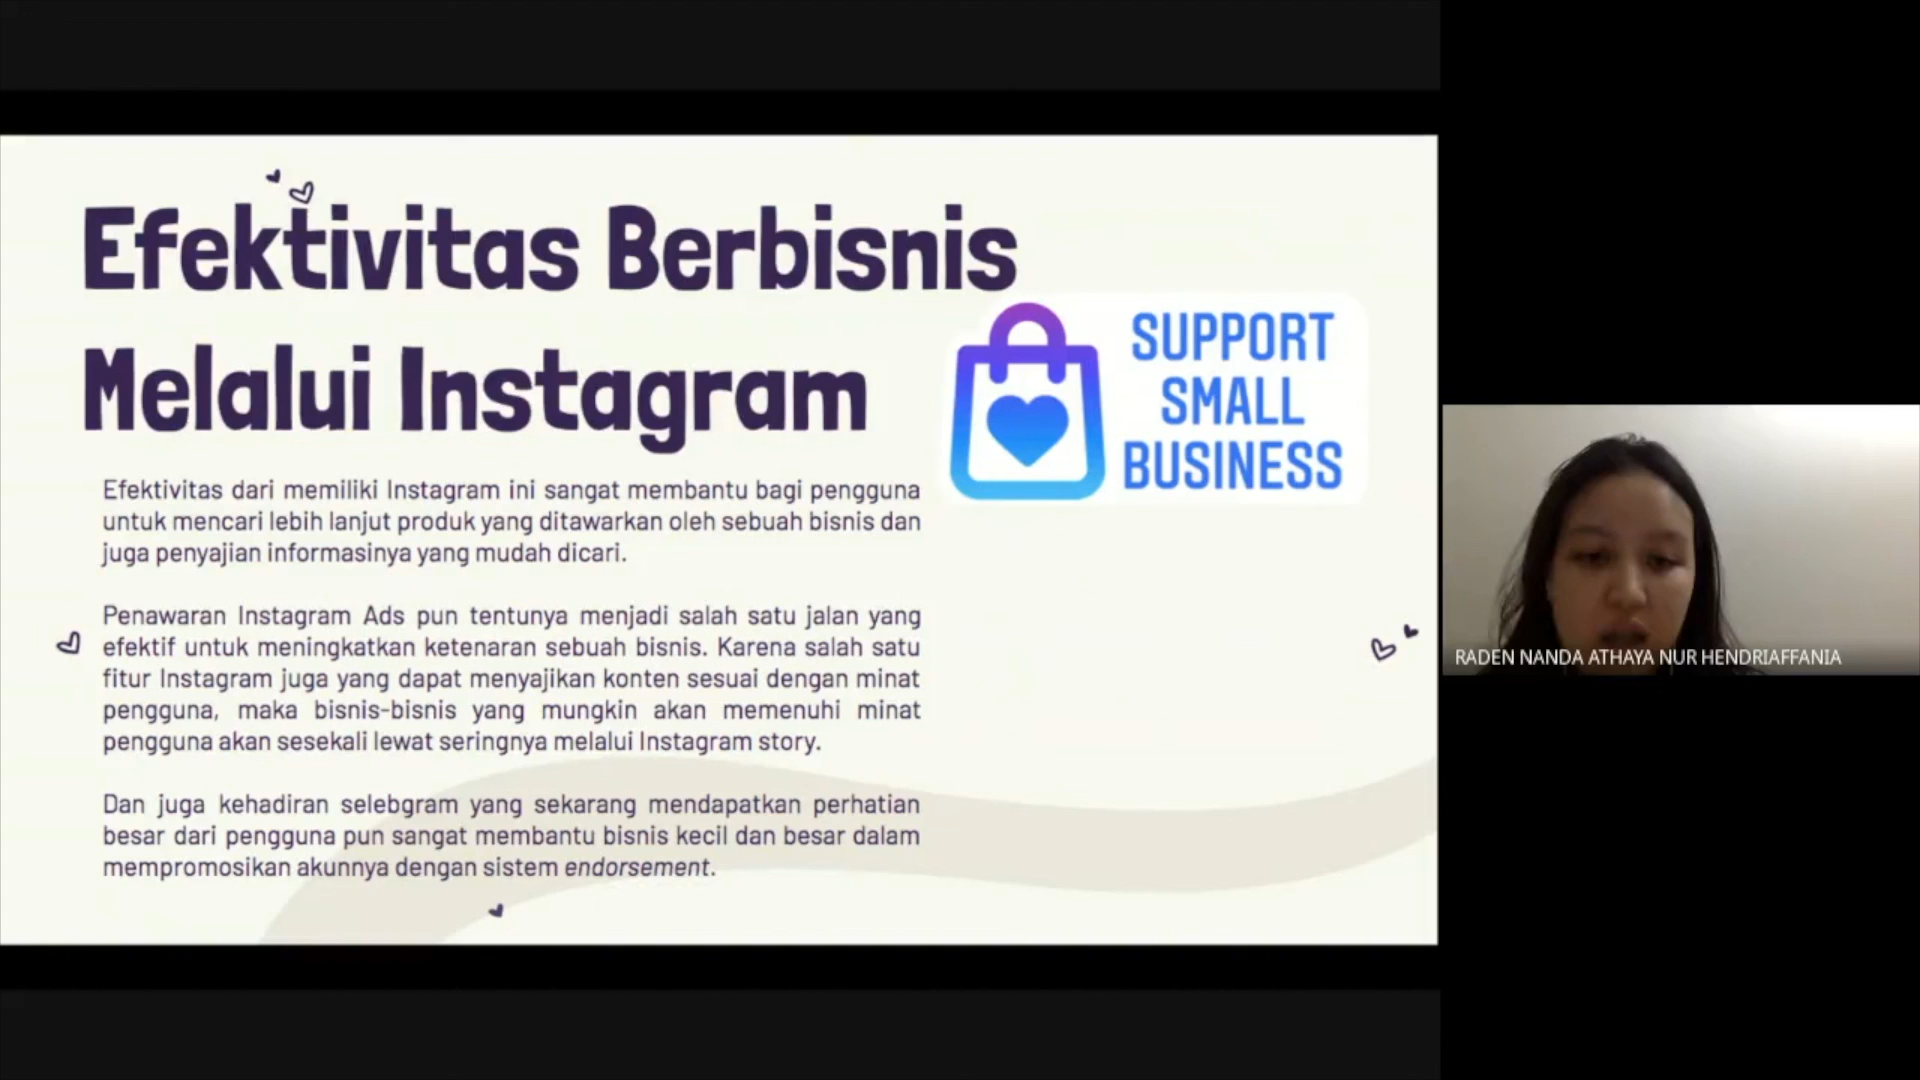 Efektivitas Berbisnis
Melalui Instagram
SUPPORT
SMALL
BUSINESS
Efektivitas dari memiliki Instagram ini sangat membantu bagi pengguna
untuk mencari lebih lanjut produk yang ditawarkan oleh sebuah bisnis dan
juga penyajian informasinya yang mudah dicari.
Penawaran Instagram Ads pun tentunya menjadi salah satu jalan yang
efektif untuk meningkatkan ketenaran sebuah bisnis. Karena salah satu
fitur Instagram juga yang dapat menyajikan konten sesuai dengan minat
pengguna, maka bisnis-bisnis yang mungkin akan memenuhi minat
pengguna akan sesekali lewat seringnya melalui Instagram story.
Dan juga kehadiran selebgram yang sekarang mendapatkan perhatian
besar dari pengguna pun sangat membantu bisnis kecil dan besar dalam
mempromosikan akunnya dengan sistem endorsement.
RADEN NANDA ATHAYA NUR HENDRIAFFANIA